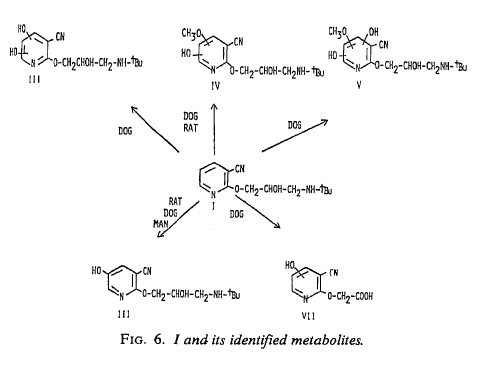 HO CN
HO N O-CH2-CHOH-CH2-NH-tBu
III
CH3O CN
HO N O-CH2-CHOH-CH2-NH-tBu
IV
CH3O OH CN
HO N O-CH2-CHOH-CH2-NH-tBu
V
DOG
DOG
RAT
DOG
CN
N O-CH2-CHOH-CH2-NH-tBu
I
RAT
DOG
MAN
DOG
HO CN
N O-CH2-CHOH-CH2-NH-tBu
III
HO CN
N O-CH2-COOH
VII
FIG. 6. I and its identified metabolites.